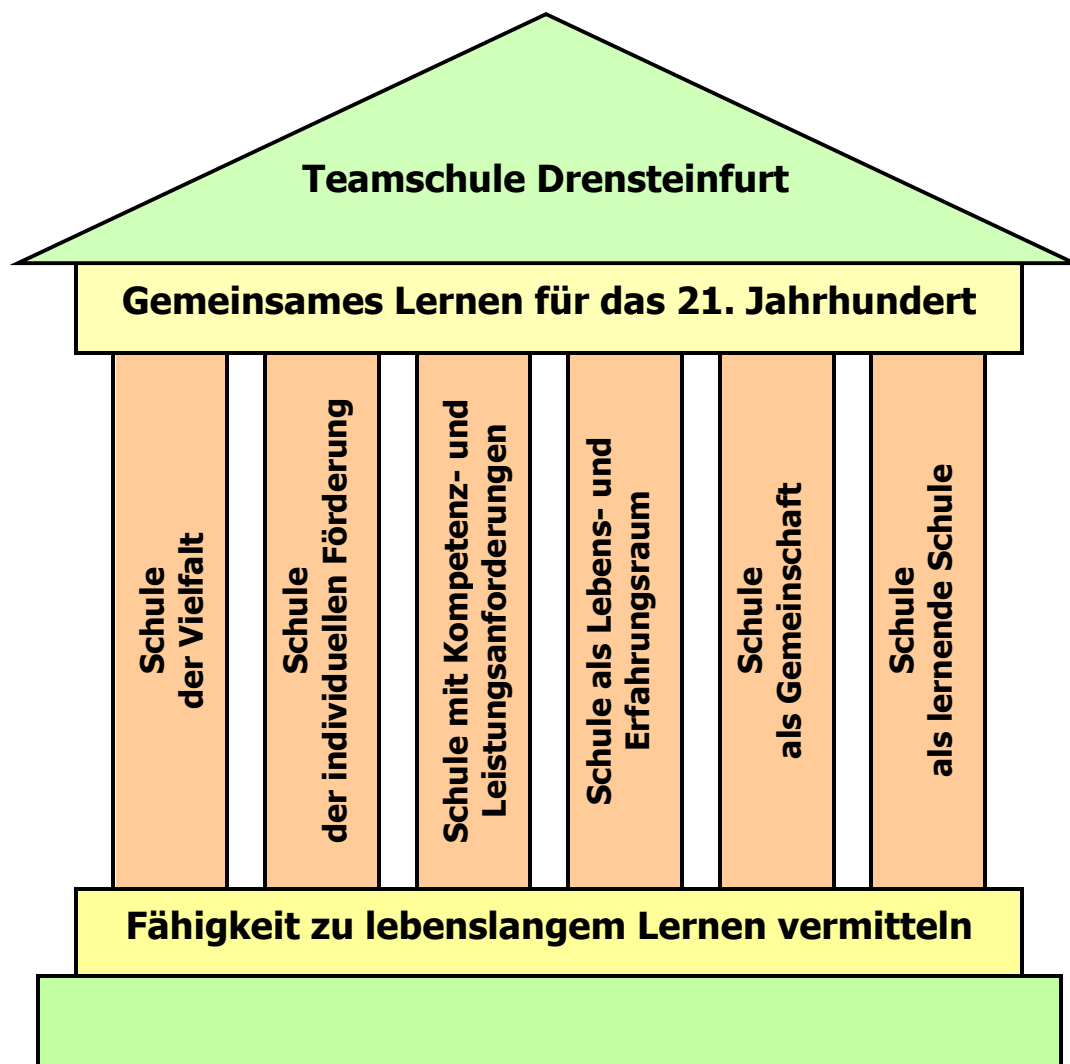 Teamschule Drensteinfurt
Gemeinsames Lernen für das 21. Jahrhundert
Schule
der Vielfalt
Schule
der individuellen Förderung
Schule mit Kompetenz- und
Leistungsanforderungen
Schule als Lebens- und
Erfahrungsraum
Schule
als Gemeinschaft
Schule
als lernende Schule
Fähigkeit zu lebenslangem Lernen vermitteln